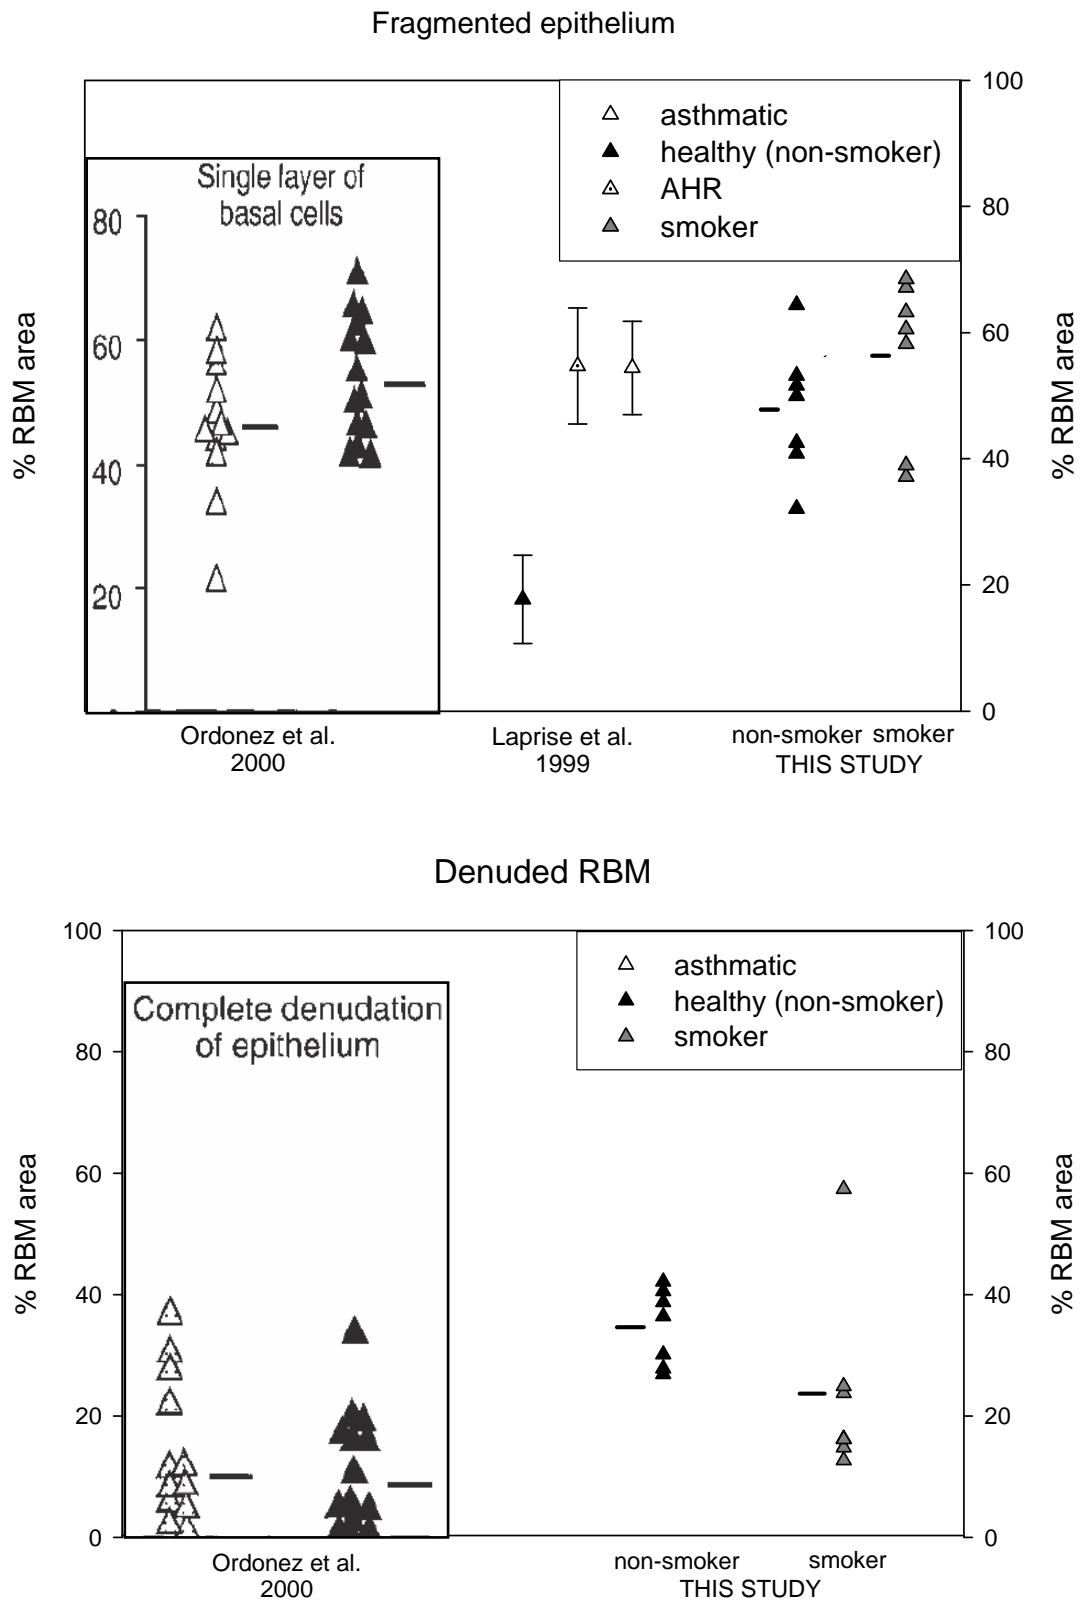 Fragmented epithelium
100
asthmatic
healthy (non-smoker)
AHR
smoker
Single layer of
basal cells
80
60
40
20
80
60
40
20
0
% RBM area
% RBM area
Ordonez et al.
2000
Laprise et al.
1999
non-smoker smoker
THIS STUDY
Denuded RBM
100
80
60
40
20
0
100
80
60
40
20
0
asthmatic
healthy (non-smoker)
smoker
Complete denudation
of epithelium
% RBM area
% RBM area
Ordonez et al.
2000
non-smoker smoker
THIS STUDY